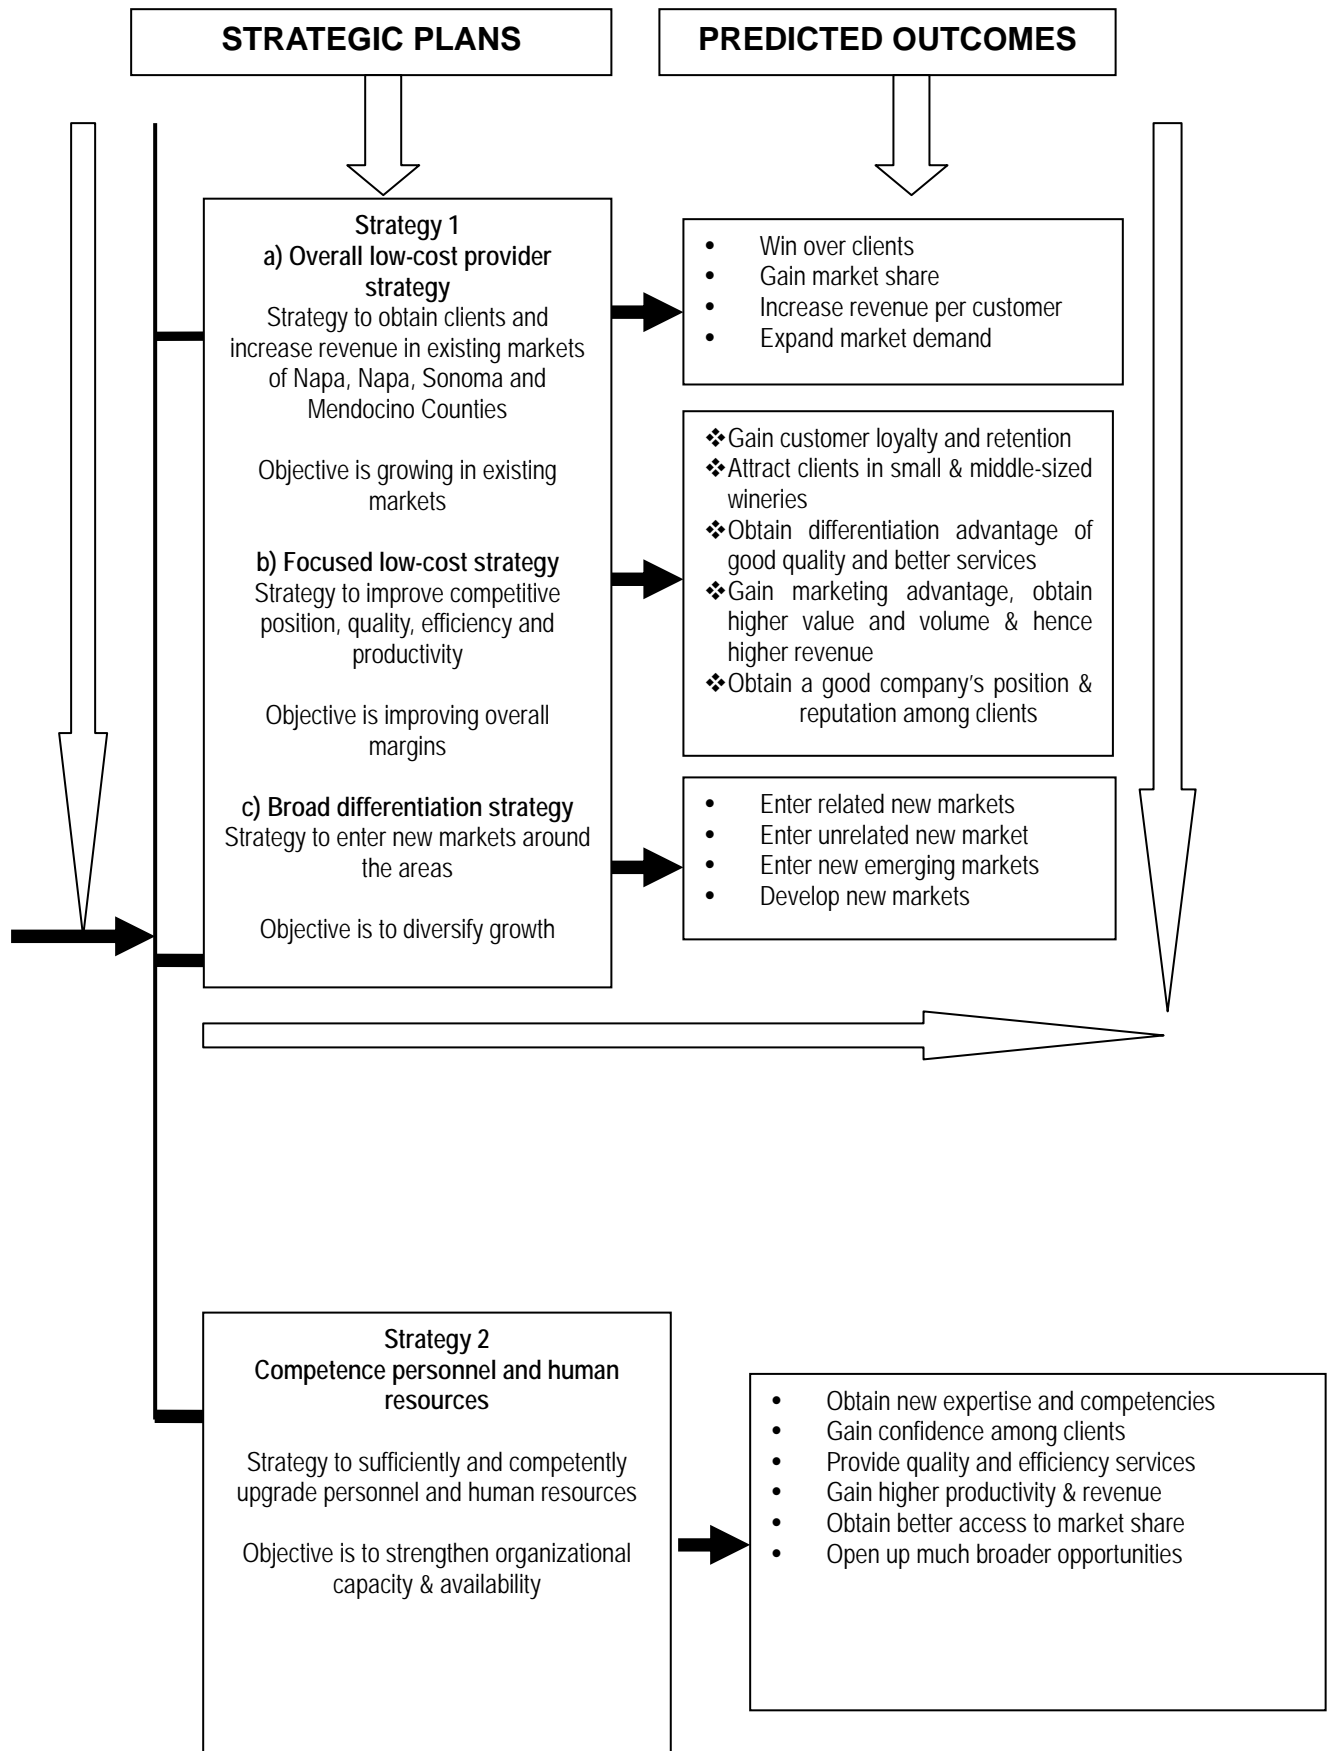 STRATEGIC PLANS
PREDICTED OUTCOMES
Strategy 1
a) Overall low-cost provider
strategy
Strategy to obtain clients and
increase revenue in existing markets
of Napa, Napa, Sonoma and
Mendocino Counties
Objective is growing in existing
markets
b) Focused low-cost strategy
Strategy to improve competitive
position, quality, efficiency and
productivity
Objective is improving overall
margins
c) Broad differentiation strategy
Strategy to enter new markets around
the areas
Objective is to diversify growth
• Win over clients
• Gain market share
• Increase revenue per customer
• Expand market demand
❖Gain customer loyalty and retention
❖Attract clients in small & middle-sized
wineries
❖Obtain differentiation advantage of
good quality and better services
❖Gain marketing advantage, obtain
higher value and volume & hence
higher revenue
❖Obtain a good company's position &
reputation among clients
• Enter related new markets
• Enter unrelated new market
• Enter new emerging markets
• Develop new markets
Strategy 2
Competence personnel and human
resources
Strategy to sufficiently and competently
upgrade personnel and human resources
Objective is to strengthen organizational
capacity & availability
• Obtain new expertise and competencies
• Gain confidence among clients
• Provide quality and efficiency services
• Gain higher productivity & revenue
• Obtain better access to market share
• Open up much broader opportunities